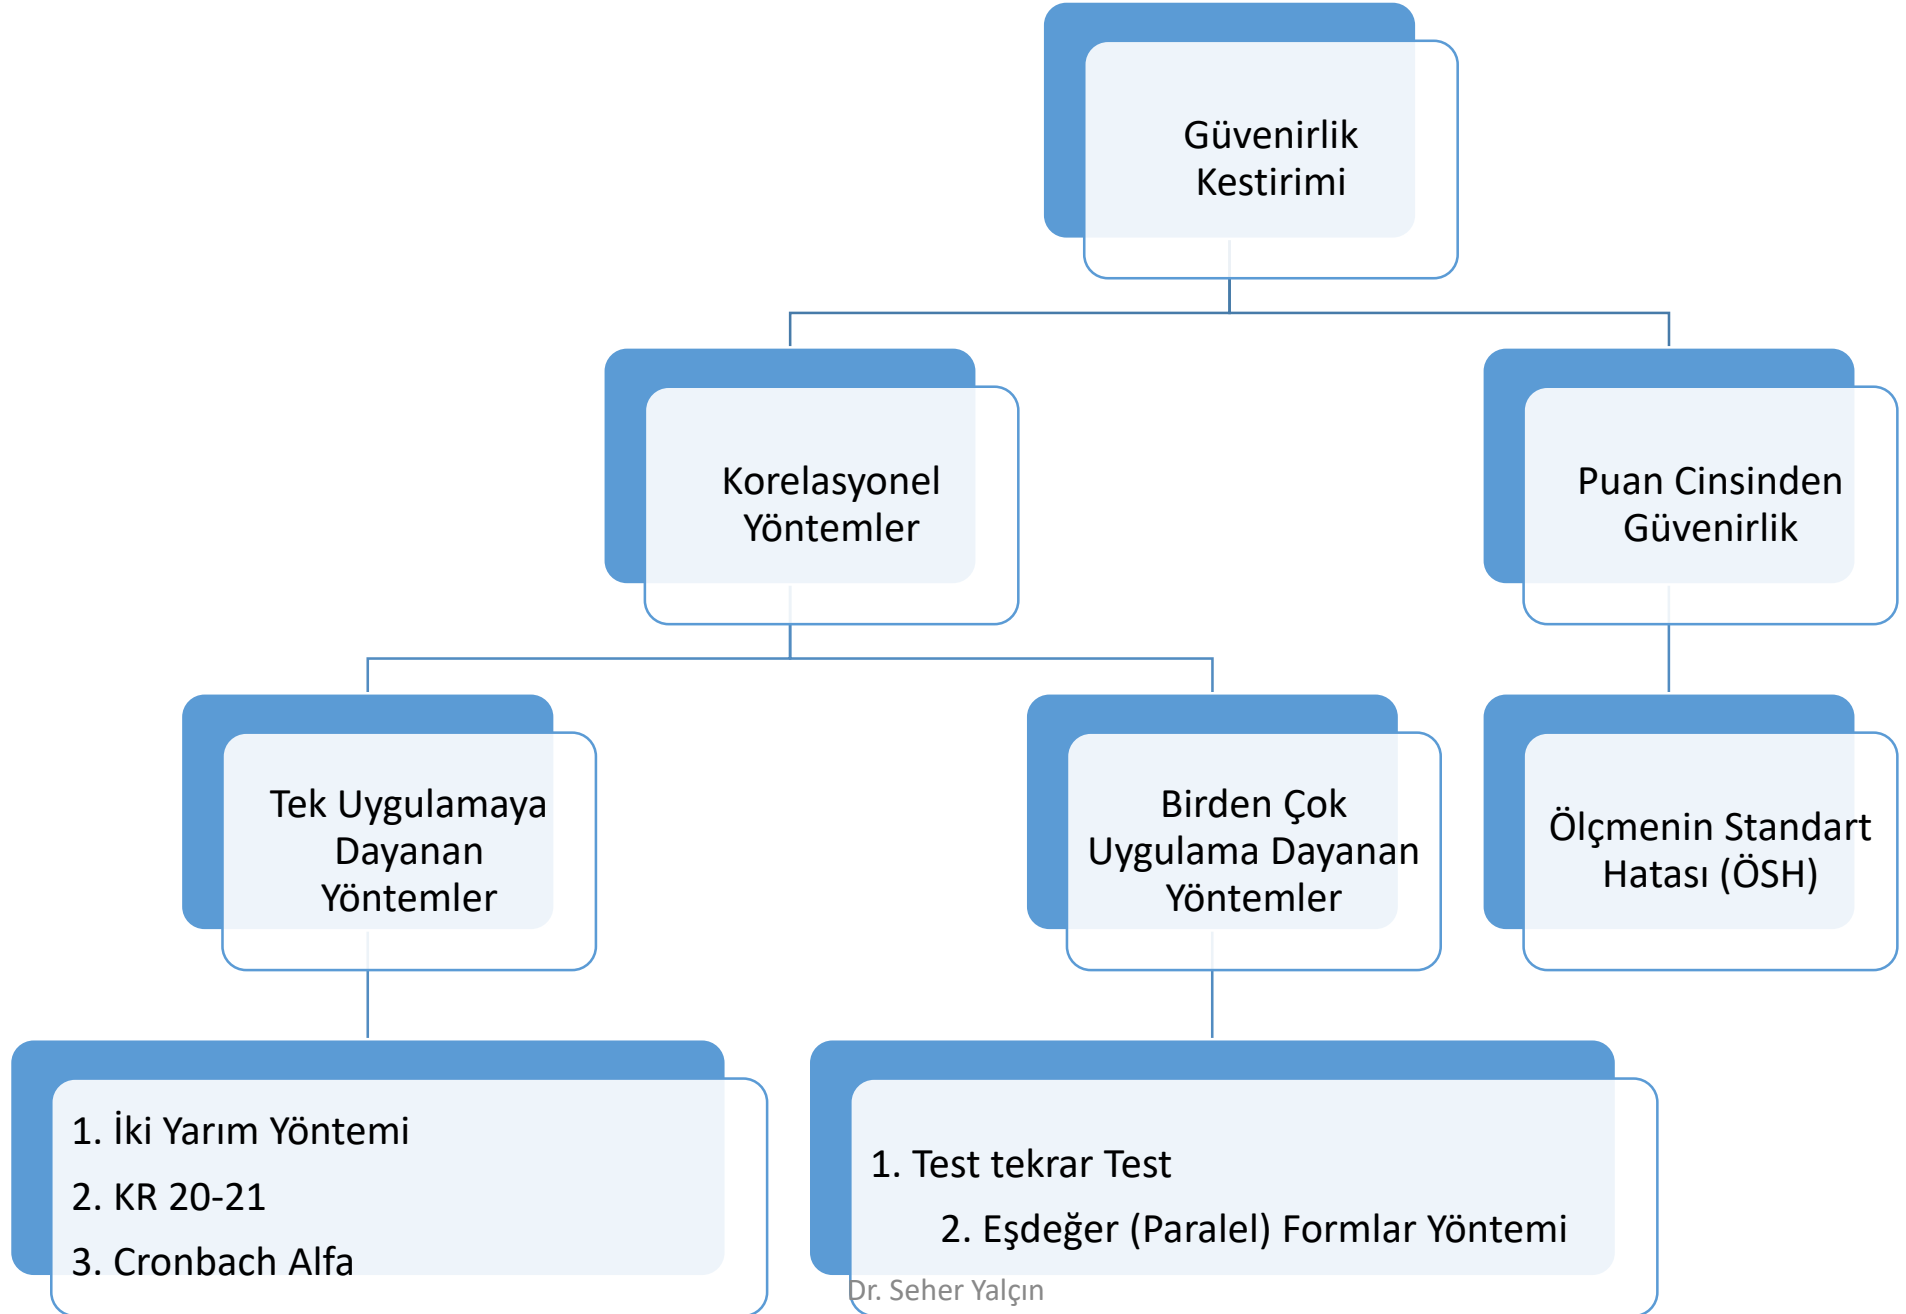 Güvenirlik
Kestirimi
Korelasyonel
Yöntemler
Puan Cinsinden
Güvenirlik
Tek Uygulamaya
Dayanan
Yöntemler
Birden Çok
Uygulama Dayanan
Yöntemler
Ölçmenin Standart
Hatası (ÖSH)
1. İki Yarım Yöntemi
2. KR 20-21
3. Cronbach Alfa
1. Test tekrar Test
2. Eşdeğer (Paralel) Formlar Yöntemi
Dr. Seher Yalçın